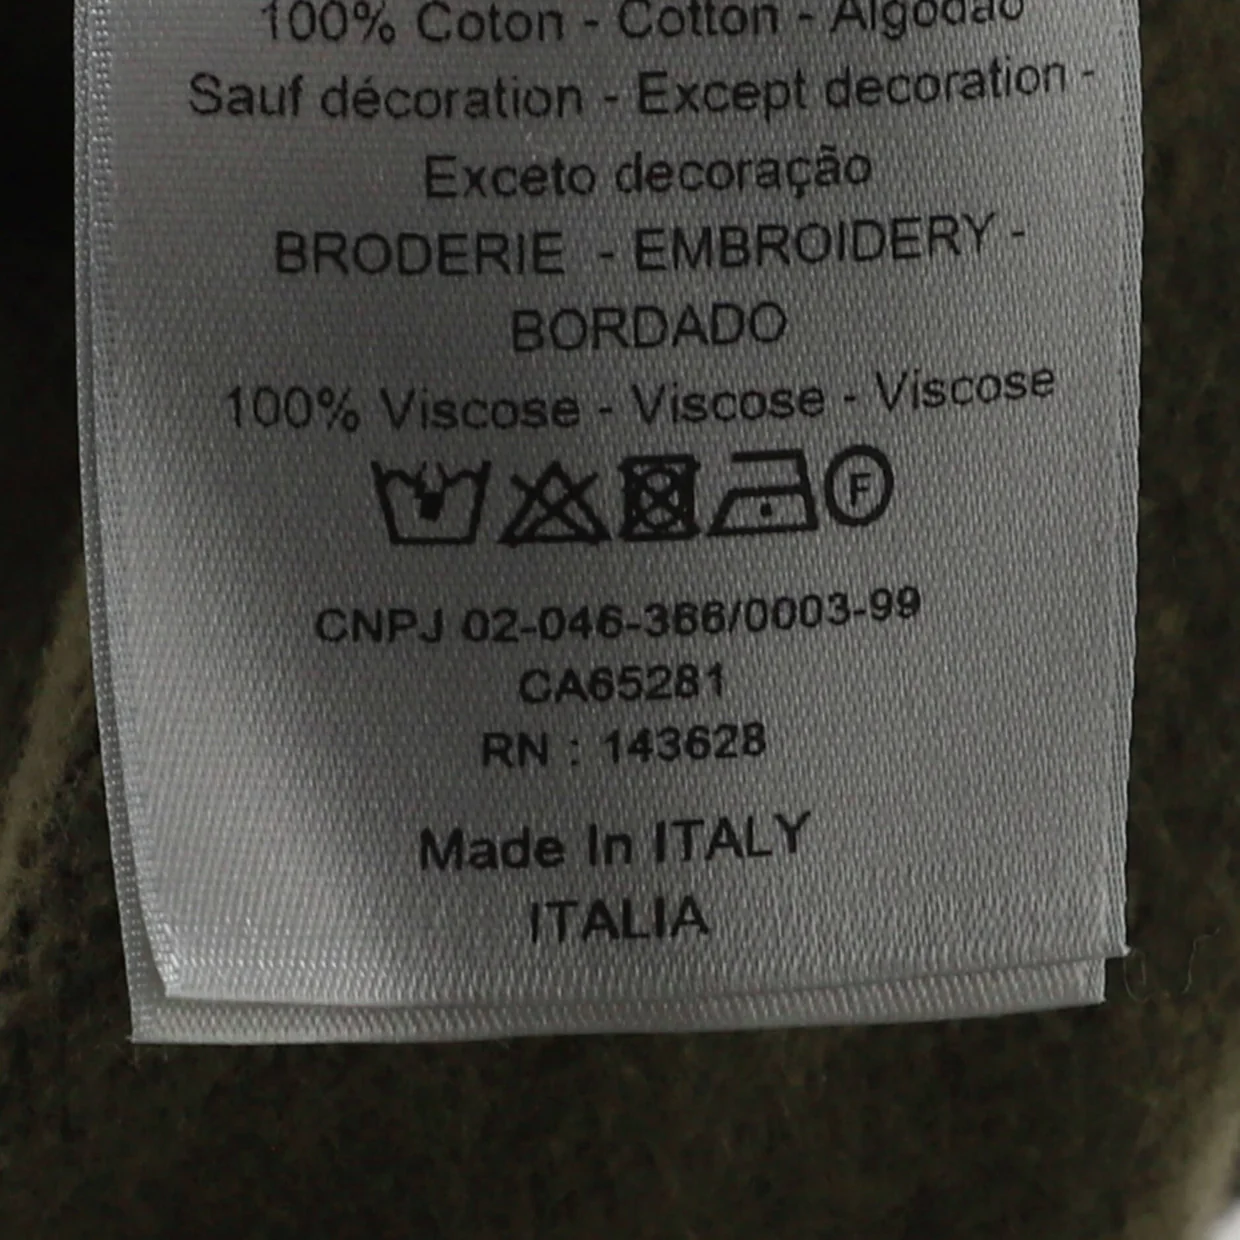 100% Coton - Cotton - Algodão
Sauf décoration - Except decoration -
Exceto decoração
BRODERIE - EMBROIDERY -
BORDADO
100% Viscose - Viscose - Viscose
F
CNPJ 02-046-366/0003-99
CA65281
RN : 143628
Made In ITALY
ITALIA